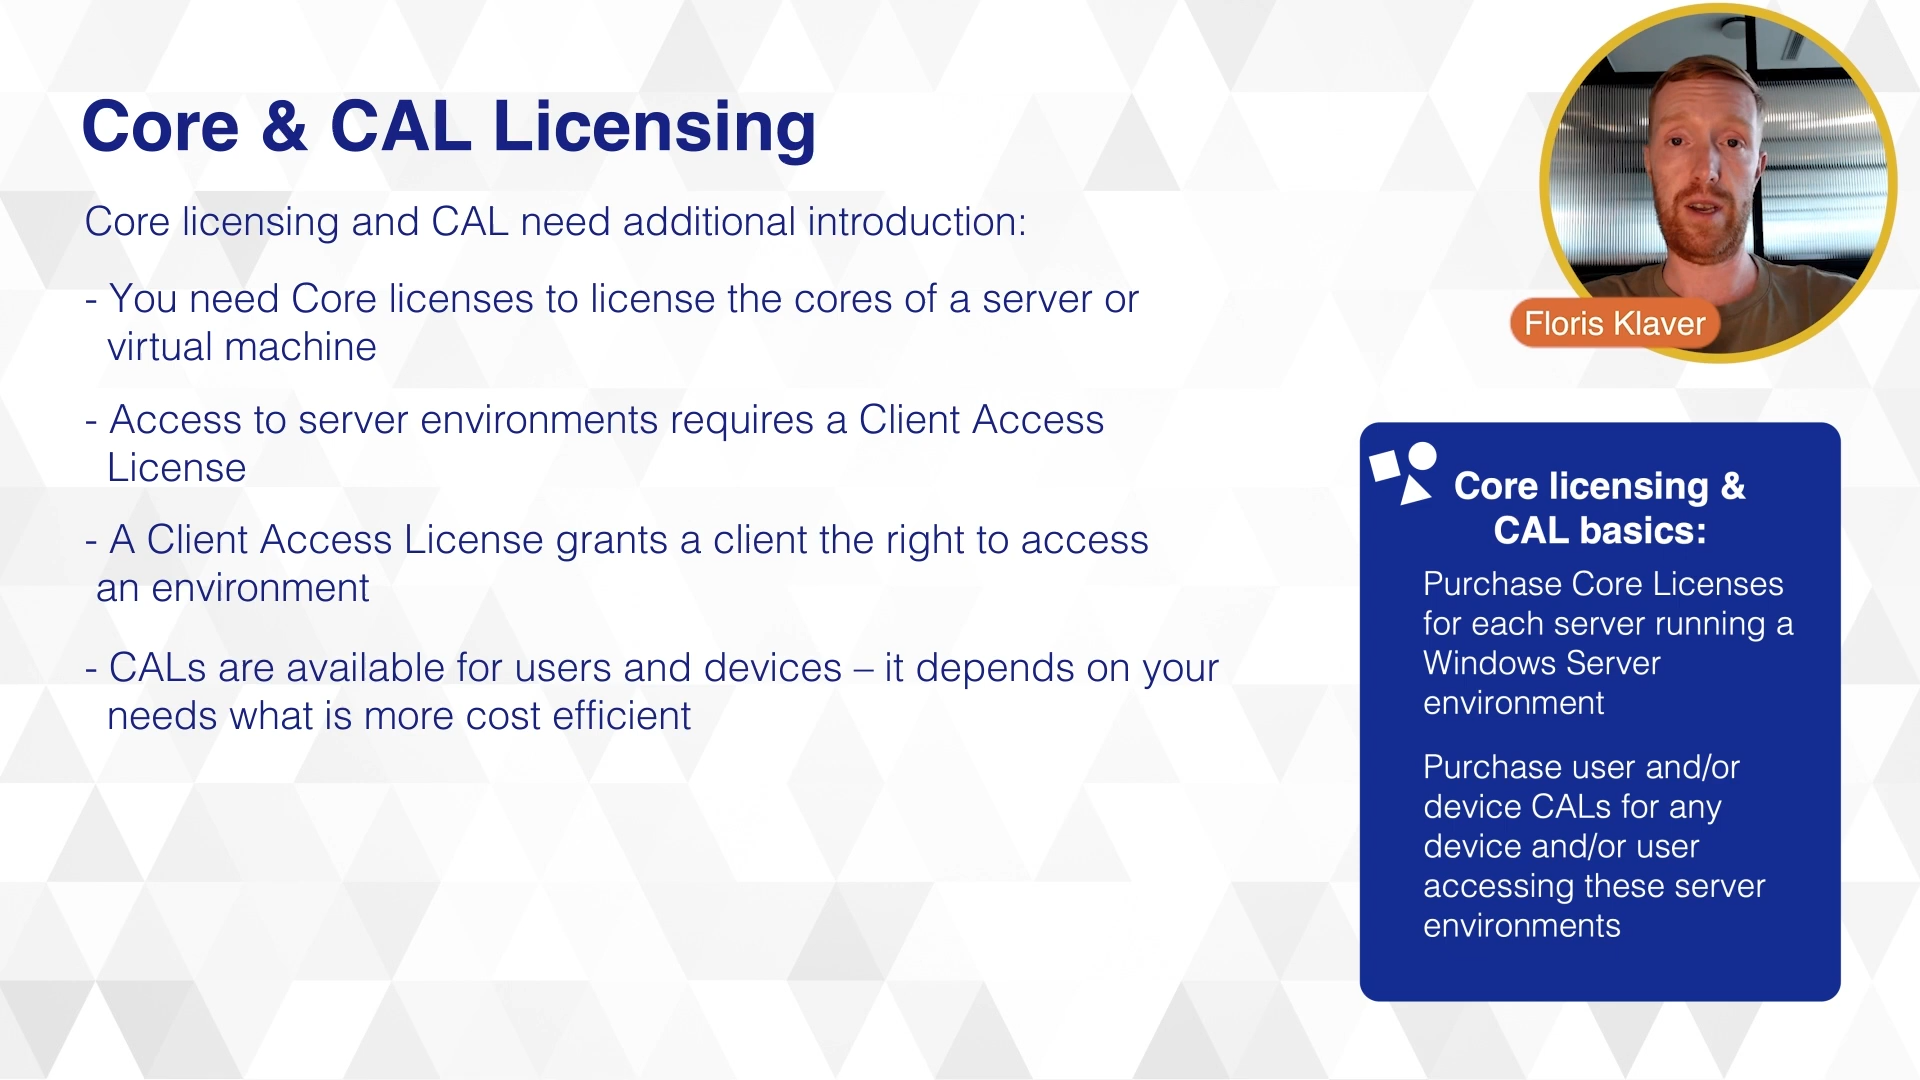 Core & CAL Licensing
Core licensing and CAL need additional introduction:
- You need Core licenses to license the cores of a server or
virtual machine
- Access to server environments requires a Client Access
License
- A Client Access License grants a client the right to access
an environment
- CALs are available for users and devices – it depends on your
needs what is more cost efficient
Floris Klaver
Core licensing &
CAL basics:
Purchase Core Licenses
for each server running a
Windows Server
environment
Purchase user and/or
device CALs for any
device and/or user
accessing these server
environments